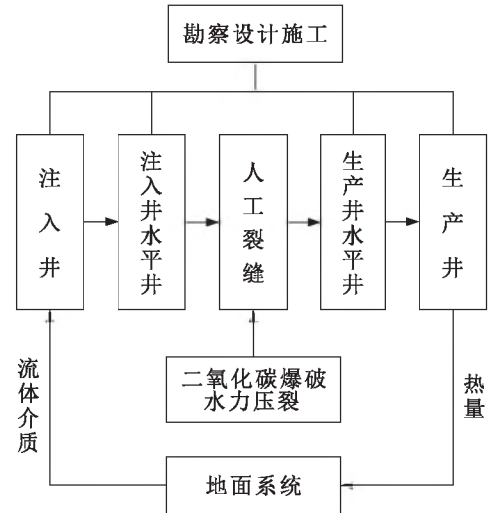 勘察设计施工
注入井
注入井水平井
人工裂缝
生产井水平井
生产井
二氧化碳爆破
水力压裂
流体介质
热量
地面系统